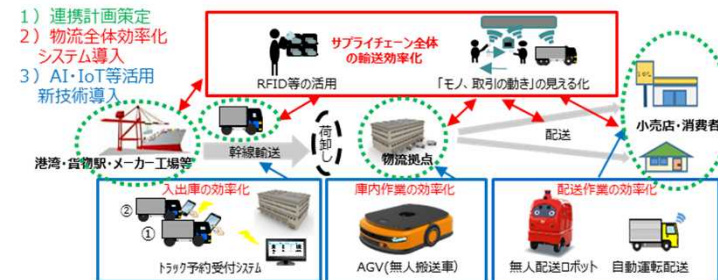 1）連携計画策定
2）物流全体効率化
システム導入
3）AI・IoT等活用
新技術導入
サプライチェーン全体
の輸送効率化
RFID等の活用
「モノ、取引の動き」の見える化
港湾・貨物駅・メーカー工場等
幹線輸送
荷卸し
物流拠点
配送
小売店・消費者
入出庫の効率化
②
①
トラック予約受付システム
庫内作業の効率化
AGV(無人搬送車）
配送作業の効率化
無人配送ロボット
自動運転配送